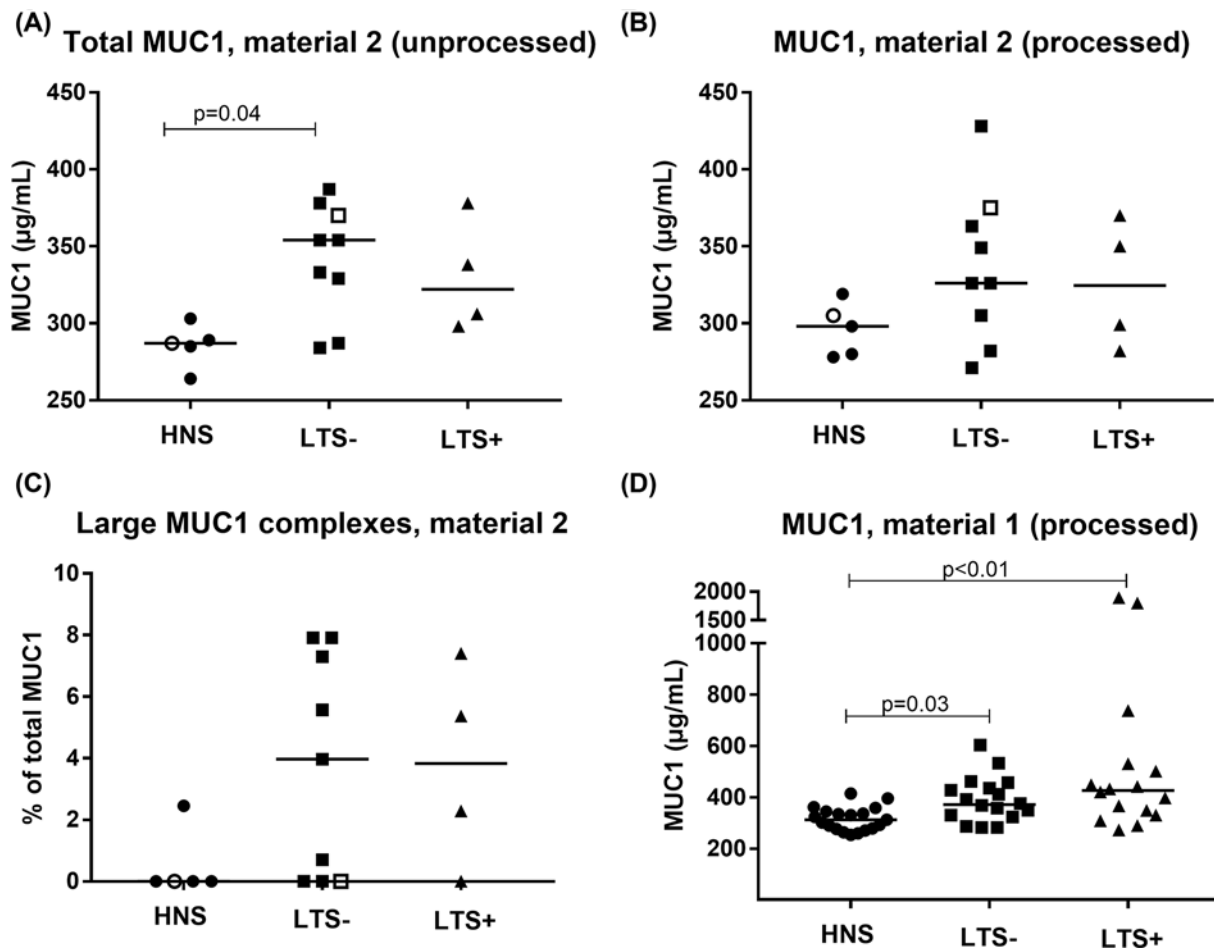 (A)
Total MUC1, material 2 (unprocessed)
450
400
350
300
250
MUC1 (µg/mL)
p=0.04
HNS
LTS-
LTS+
(B)
MUC1, material 2 (processed)
450
400
350
300
250
MUC1 (µg/mL)
HNS
LTS-
LTS+
(C)
Large MUC1 complexes, material 2
10
8
6
4
2
0
% of total MUC1
HNS
LTS-
LTS+
(D)
MUC1, material 1 (processed)
p<0.01
2000
1500
1000
800
600
400
200
MUC1 (µg/mL)
p=0.03
HNS
LTS-
LTS+